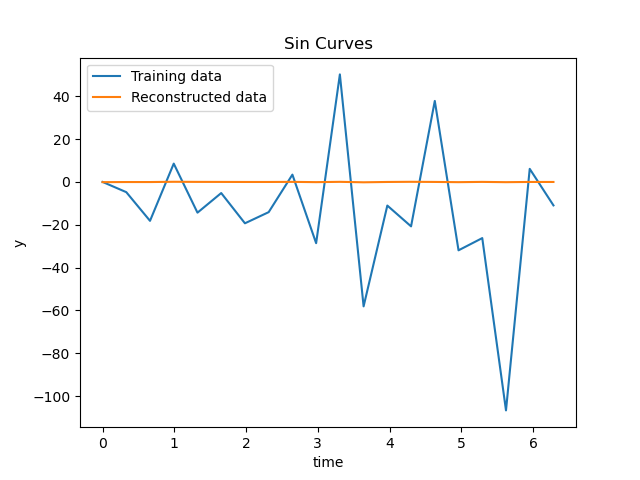 Sin Curves
Training data
Reconstructed data
40
20
0
−20
−40
−60
−80
−100
y
0 1 2 3 4 5 6
time